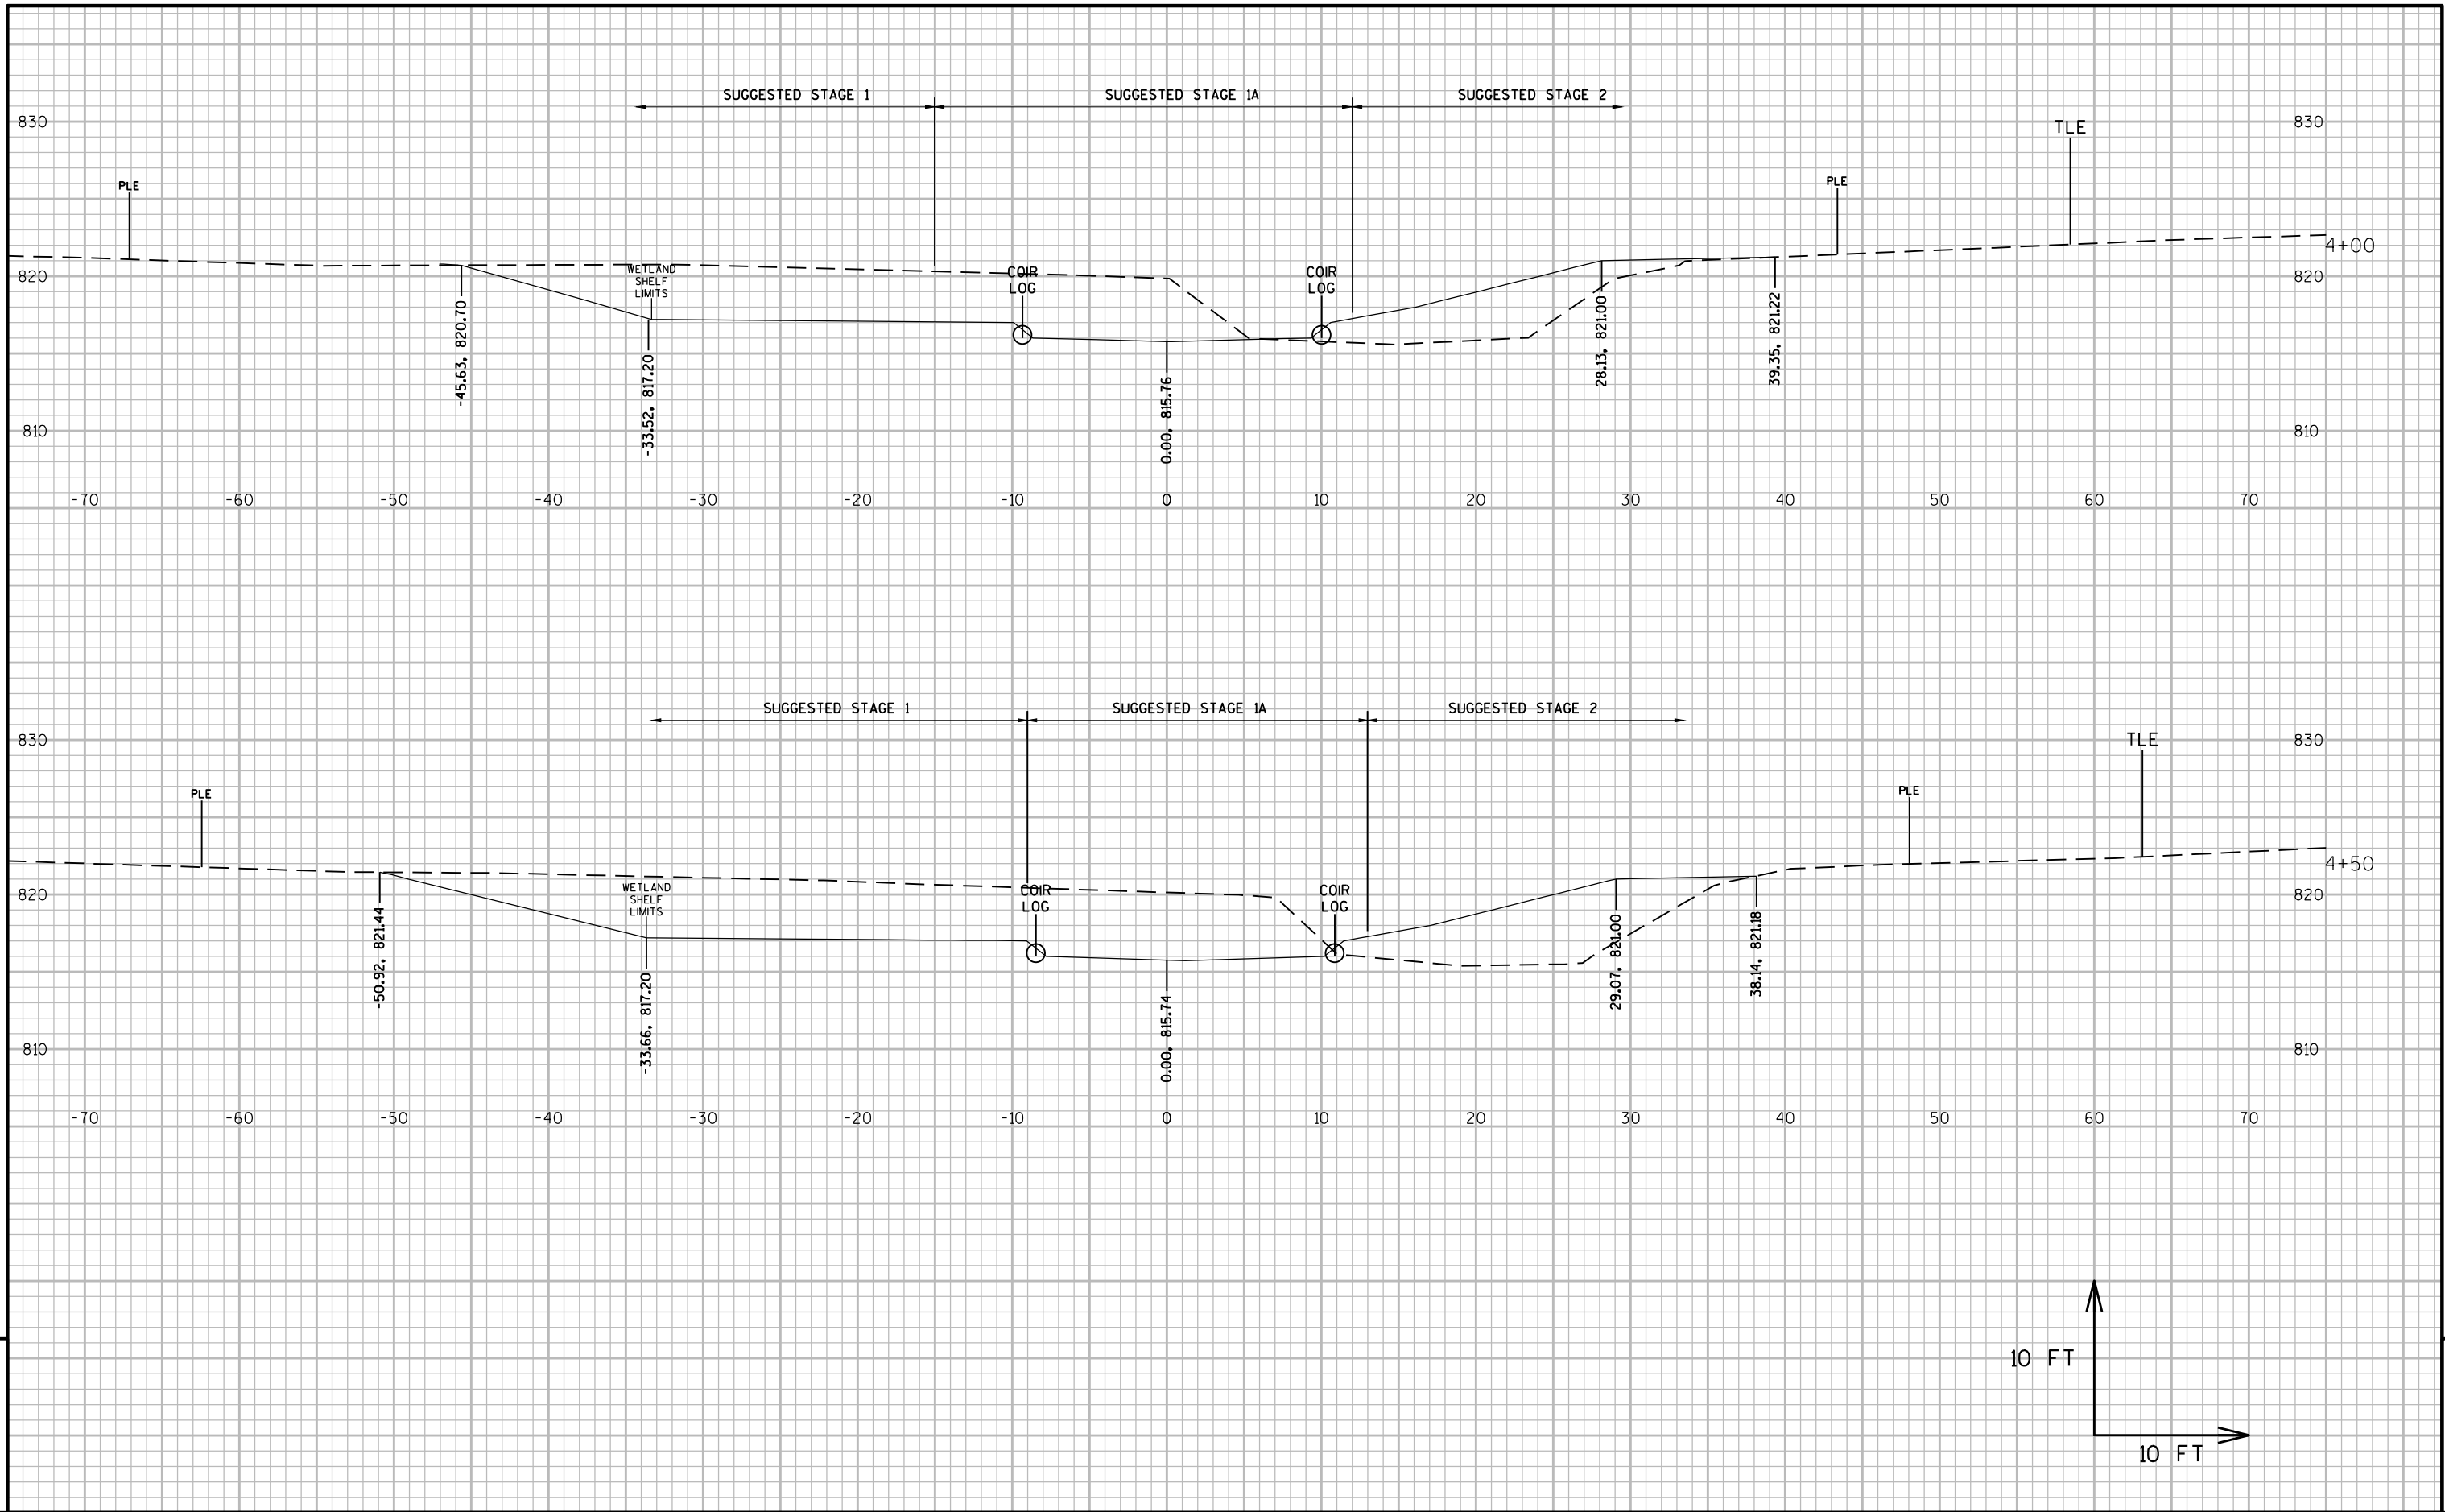 SUGGESTED STAGE 1
SUGGESTED STAGE 1A
SUGGESTED STAGE 2
830
830
TLE
PLE
PLE
4+00
820
820
WETLAND
SHELF
LIMITS
COIR
LOG
COIR
LOG
-45.63, 820.70
-33.52, 817.20
0.00, 815.76
28.13, 821.00
39.35, 821.22
810
810
-70
-60
-50
-40
-30
-20
-10
0
10
20
30
40
50
60
70
SUGGESTED STAGE 1
SUGGESTED STAGE 1A
SUGGESTED STAGE 2
830
830
TLE
PLE
PLE
4+50
820
820
WETLAND
SHELF
LIMITS
COIR
LOG
COIR
LOG
-50.92, 821.44
-33.66, 817.20
0.00, 815.74
29.07, 821.00
38.14, 821.18
810
810
-70
-60
-50
-40
-30
-20
-10
0
10
20
30
40
50
60
70
10 FT
10 FT